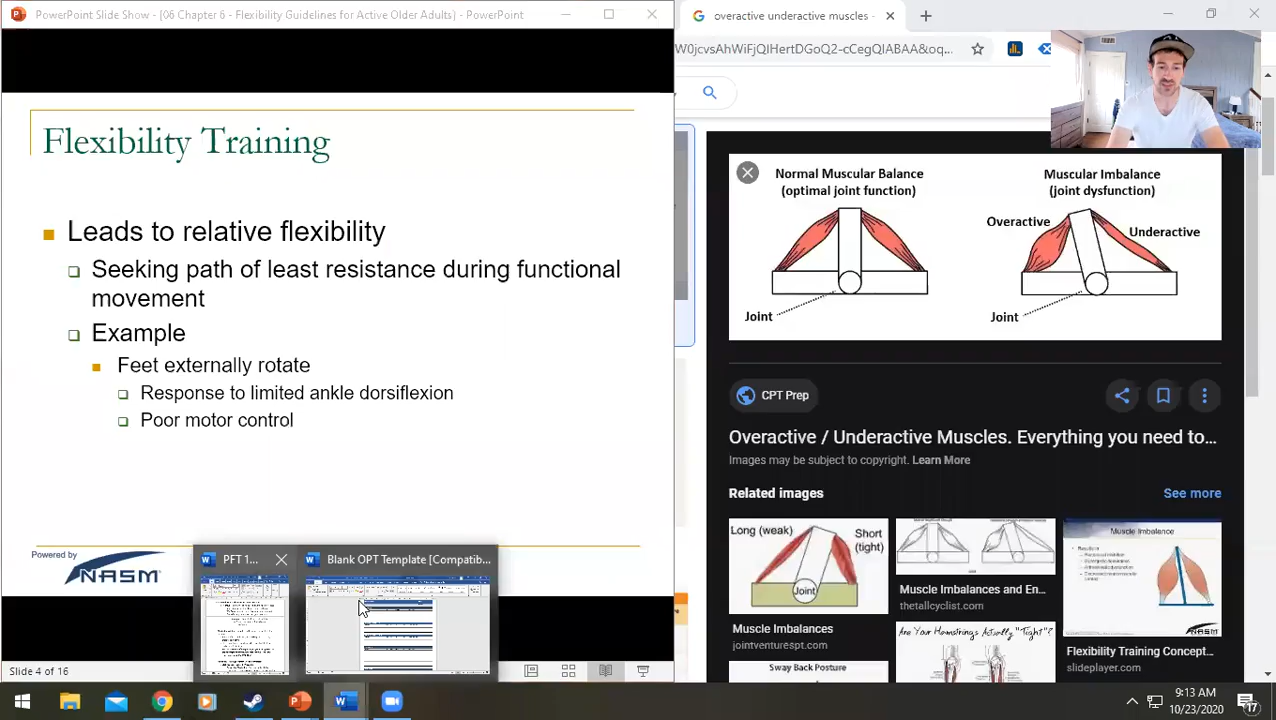 PowerPoint Slide Show - [06 Chapter 6 - Flexibility Guidelines for Active Older Adults] - PowerPoint
Flexibility Training
Leads to relative flexibility
Seeking path of least resistance during functional
movement
Example
Feet externally rotate
Response to limited ankle dorsiflexion
Poor motor control
Powered by
NASM
PFT 1...
Blank OPT Template [Compatib...
Slide 4 of 16
overactive underactive muscles -
W0jcvsAhWiFjQIHertDGoQ2-cCegQIABAA&oq...
Normal Muscular Balance
(optimal joint function)
Joint
Muscular Imbalance
(joint dysfunction)
Overactive
Underactive
Joint
CPT Prep
Overactive / Underactive Muscles. Everything you need to...
Images may be subject to copyright. Learn More
Related images
See more
Long (weak)
Short
(tight)
Joint
Muscle Imbalances
jointventurespt.com
Muscle Imbalances and En...
thetallcyclist.com
Muscle Imbalance
NASM
Flexibility Training Concept...
slideplayer.com
Sway Back Posture
Are Your Hamstrings Actually "Tight"?
9:13 AM
10/23/2020
17